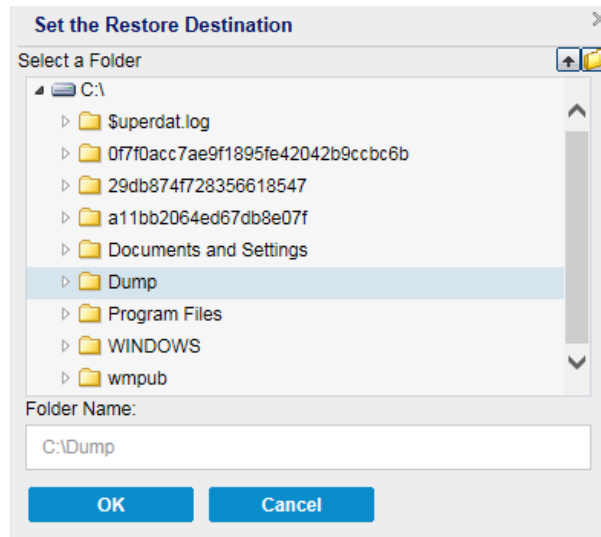 Set the Restore Destination
Select a Folder
C:\
$uperdat.log
0f7f0acc7ae9f1895fe42042b9ccbc6b
29db874f728356618547
a11bb2064ed67db8e07f
Documents and Settings
Dump
Program Files
WINDOWS
wmpub
Folder Name:
C:\Dump
OK Cancel